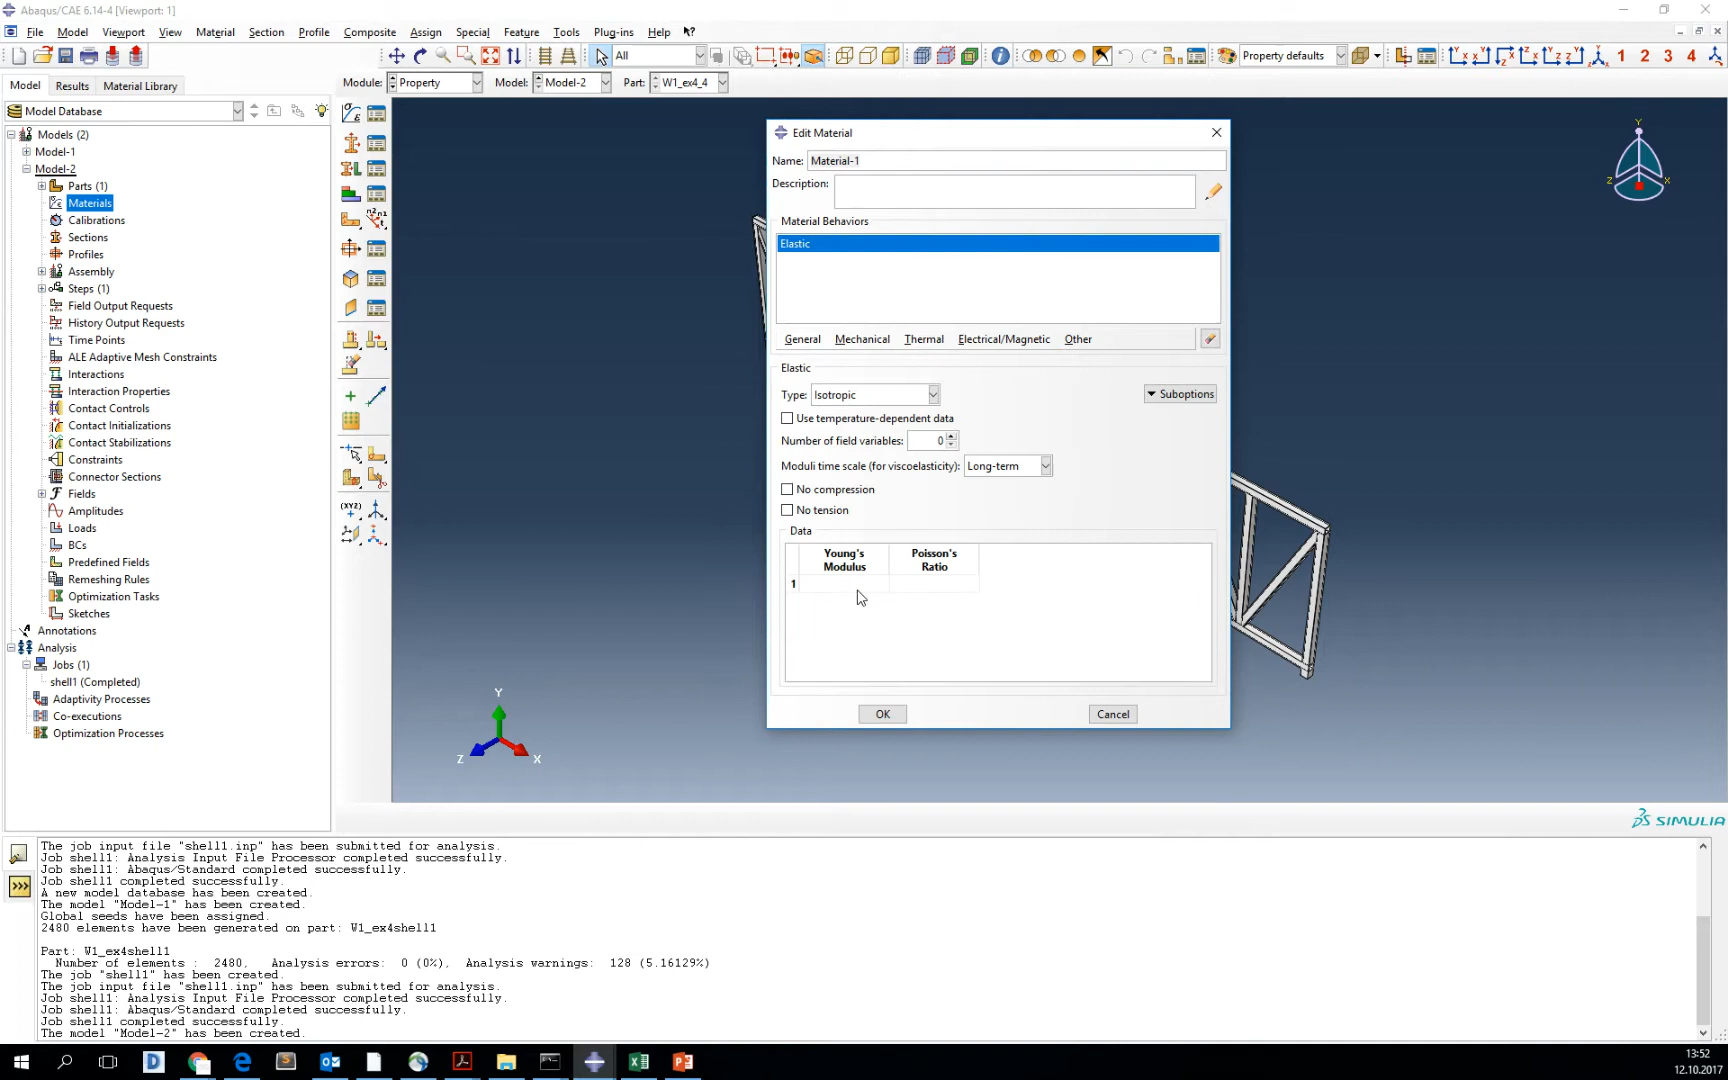 Abaqus/CAE 6.14-4 [Viewport: 1]
File Model Viewport View Material Section Profile Composite Assign Special Feature Tools Plug-ins Help
All
Property defaults
1 2 3 4
Model Results Material Library
Module: Property Model: Model-2 Part: W1_ex4_4
Model Database
Models (2)
Model-1
Model-2
Parts (1)
Materials
Calibrations
Sections
Profiles
Assembly
Steps (1)
Field Output Requests
History Output Requests
Time Points
ALE Adaptive Mesh Constraints
Interactions
Interaction Properties
Contact Controls
Contact Initializations
Contact Stabilizations
Constraints
Connector Sections
Fields
Amplitudes
Loads
BCs
Predefined Fields
Remeshing Rules
Optimization Tasks
Sketches
Annotations
Analysis
Jobs (1)
shell1 (Completed)
Adaptivity Processes
Co-executions
Optimization Processes
Edit Material
Name: Material-1
Description:
Material Behaviors
Elastic
General Mechanical Thermal Electrical/Magnetic Other
Elastic
Type: Isotropic
Suboptions
Use temperature-dependent data
Number of field variables: 0
Moduli time scale (for viscoelasticity): Long-term
No compression
No tension
Data
Young's Modulus
Poisson's Ratio
1
OK
Cancel
Y
Z
X
Y
Z
X
SIMULIA
The job input file "shell1.inp" has been submitted for analysis.
Job shell1: Analysis Input File Processor completed successfully.
Job shell1: Abaqus/Standard completed successfully.
Job shell1 completed successfully.
A new model database has been created.
The model "Model-1" has been created.
Global seeds have been assigned.
2480 elements have been generated on part: W1_ex4shell1
Part: W1_ex4shell1
Number of elements : 2480, Analysis errors: 0 (0%), Analysis warnings: 128 (5.16129%)
The job "shell1" has been created.
The job input file "shell1.inp" has been submitted for analysis.
Job shell1: Analysis Input File Processor completed successfully.
Job shell1: Abaqus/Standard completed successfully.
Job shell1 completed successfully.
The model "Model-2" has been created.
13:52
12.10.2017